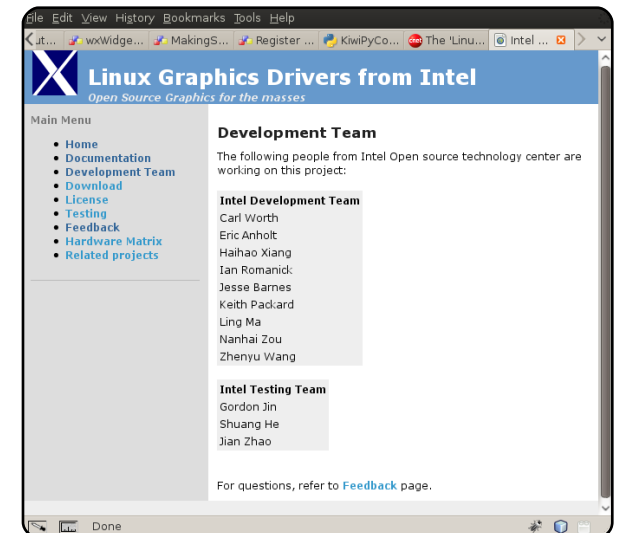 File Edit View History Bookmarks Tools Help
ut... wxWidge... MakingS... Register ... KiwiPyCo... The 'Linu... Intel ...
Linux Graphics Drivers from Intel
Open Source Graphics for the masses
Main Menu
Home
Documentation
Development Team
Download
License
Testing
Feedback
Hardware Matrix
Related projects
Development Team
The following people from Intel Open source technology center are
working on this project:
Intel Development Team
Carl Worth
Eric Anholt
Haihao Xiang
Ian Romanick
Jesse Barnes
Keith Packard
Ling Ma
Nanhai Zou
Zhenyu Wang
Intel Testing Team
Gordon Jin
Shuang He
Jian Zhao
For questions, refer to Feedback page.
Done